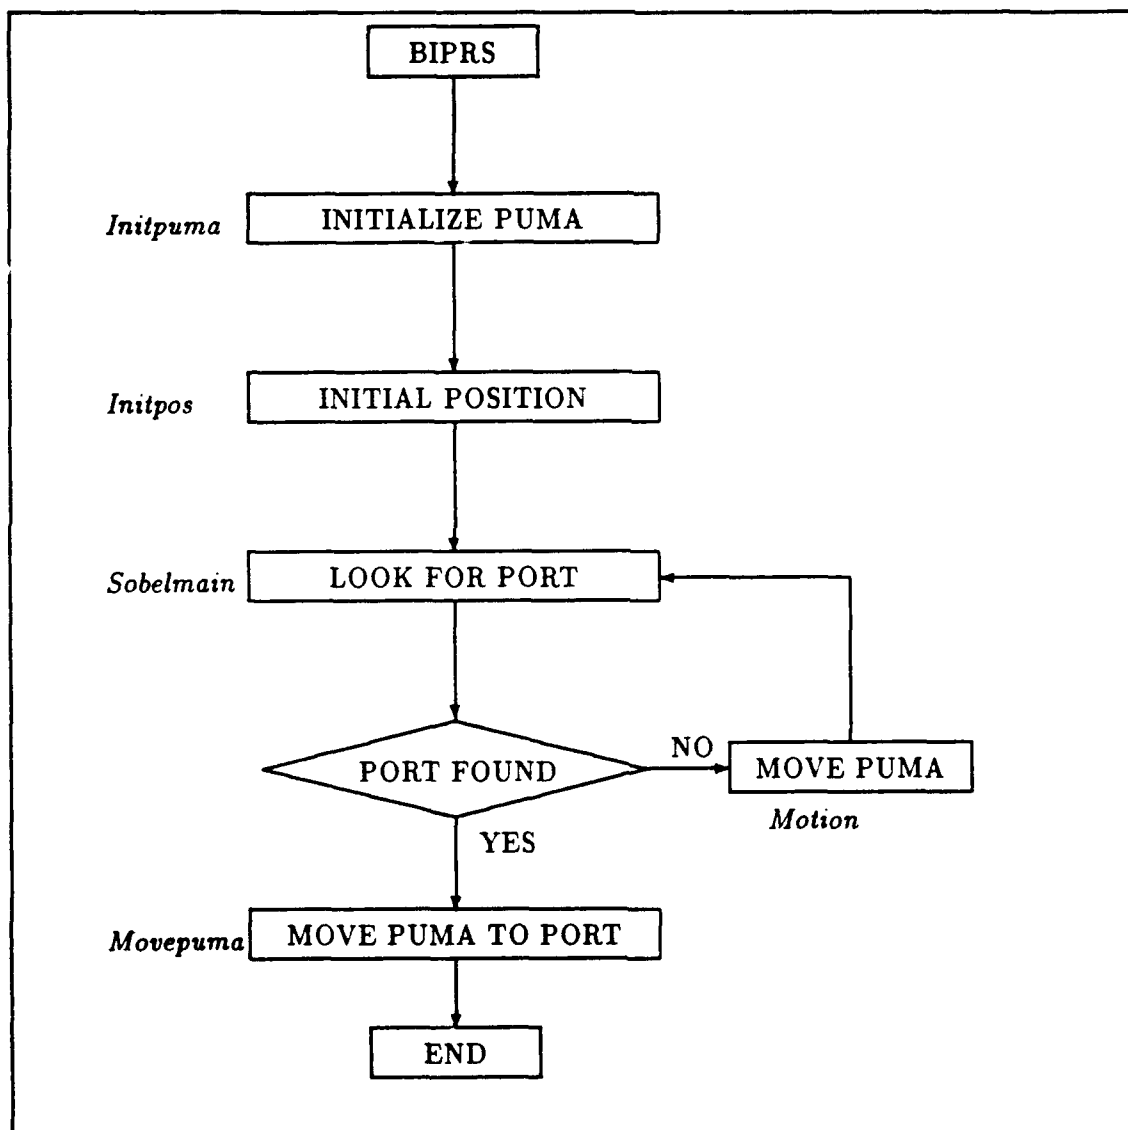 BIPRS
Initpuma
INITIALIZE PUMA
Initpos
INITIAL POSITION
Sobelmain
LOOK FOR PORT
PORT FOUND
NO
MOVE PUMA
Motion
YES
Movepuma
MOVE PUMA TO PORT
END